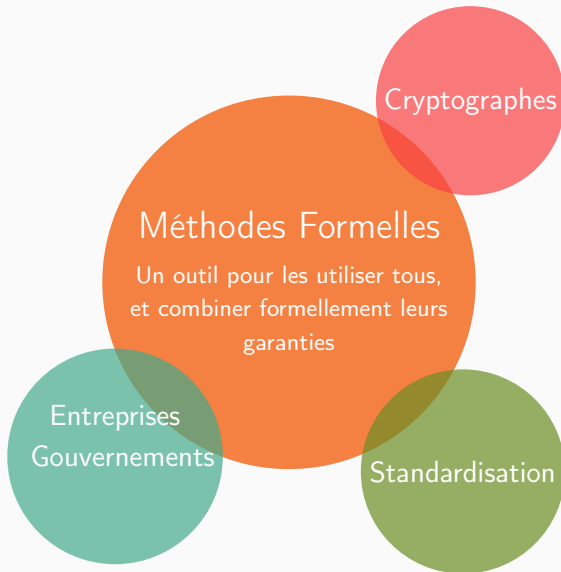 Cryptographes
Méthodes Formelles
Un outil pour les utiliser tous,
et combiner formellement leurs
garanties
Entreprises
Gouvernements
Standardisation